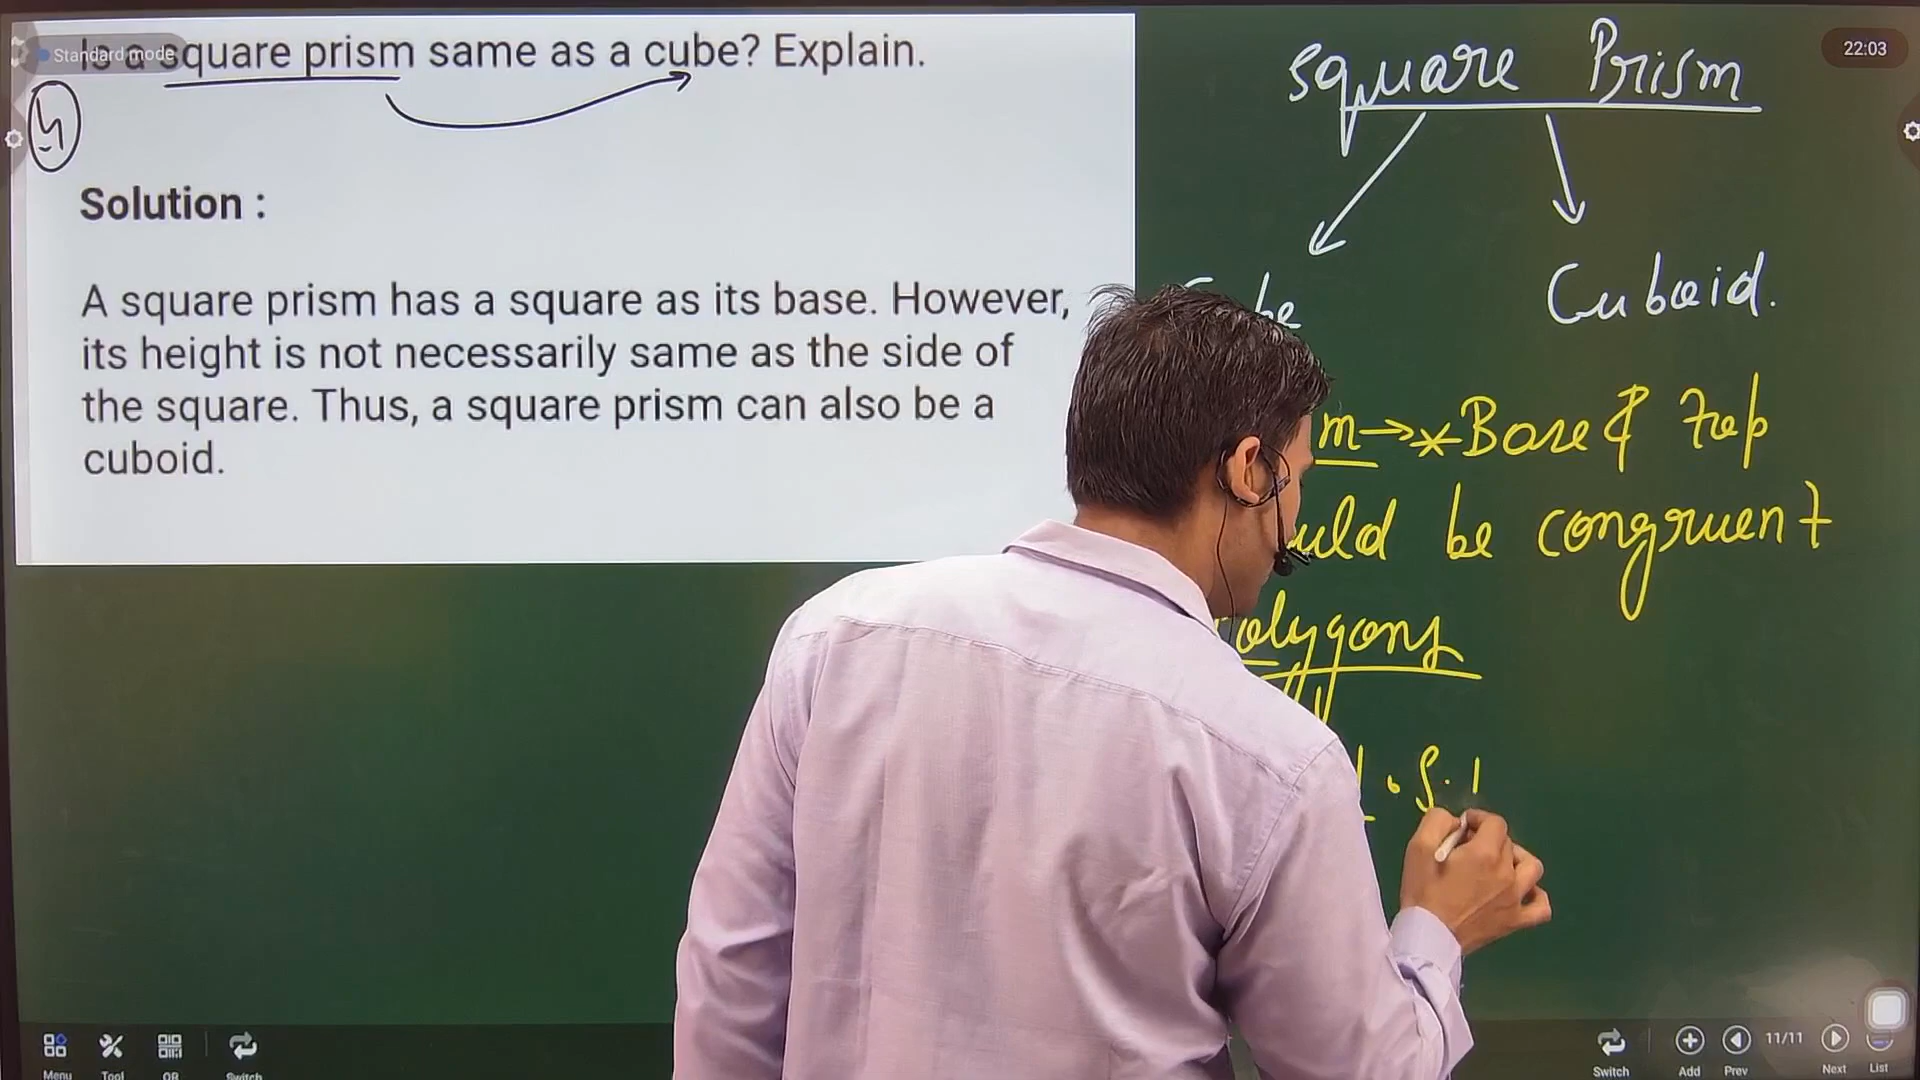 Is a square prism same as a cube? Explain.
Standard mode
4
Solution :
A square prism has a square as its base. However,
its height is not necessarily same as the side of
the square. Thus, a square prism can also be a
cuboid.
22:03
square Prism
Cuboid.
m→*Base & top
be congruent
Menu
Tool
QR
Switch
Switch
Add
Prev
11/11
Next
List